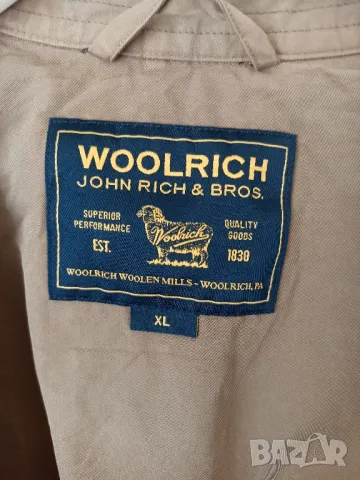 WOOLRICH
JOHN RICH & BROS.
SUPERIOR PERFORMANCE
QUALITY GOODS
Woolrich
EST.
1830
WOOLRICH WOOLEN MILLS - WOOLRICH, PA
XL
BAZAR